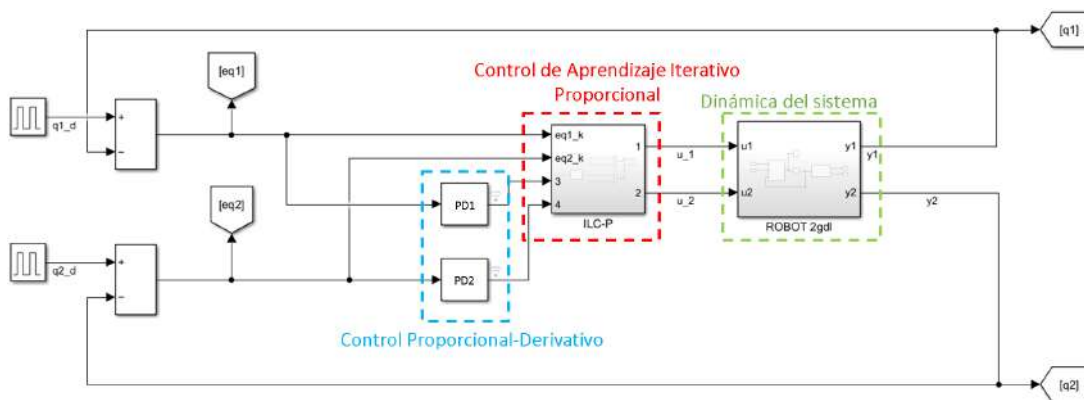 [q1]
[eq1]
Control de Aprendizaje Iterativo
Proporcional
Dinámica del sistema
q1_d
+
−
eq1_k
eq2_k
3
4
1
2
ILC-P
u_1
u_2
u1
u2
y1
y2
ROBOT 2gdl
y1
y2
[eq2]
PD1
PD2
q2_d
+
−
Control Proporcional-Derivativo
[q2]